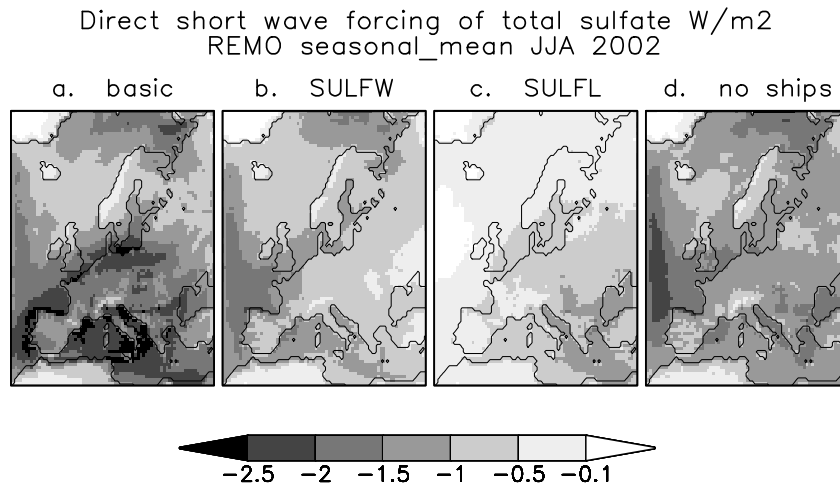 Direct short wave forcing of total sulfate W/m2
REMO seasonal_mean JJA 2002
a. basic b. SULFW c. SULFL d. no ships
-2.5 -2 -1.5 -1 -0.5 -0.1